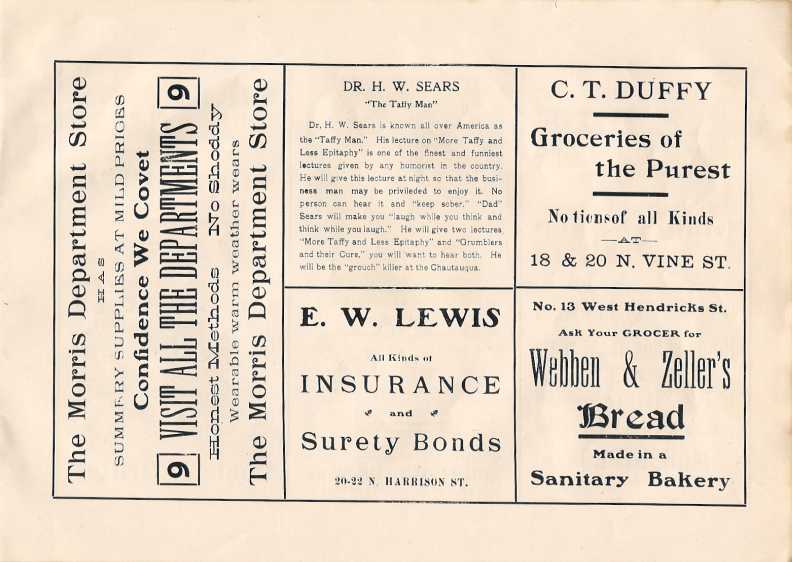 The Morris Department Store
HAS
SUMMERY SUPPLIES AT MILD PRICES
Confidence We Covet
9 VISIT ALL THE DEPARTMENTS 9
Honest Methods No Shoddy
Wearable warm weather wears
The Morris Department Store
DR. H. W. SEARS
"The Taffy Man"
Dr. H. W. Sears is known all over America as
the "Taffy Man." His lecture on "More Taffy and
Less Epitaphy" is one of the finest and funniest
lectures given by any humorist in the country.
He will give this lecture at night so that the busi-
ness man may be privileded to enjoy it. No
person can hear it and "keep sober." "Dad"
Sears will make you "laugh while you think and
think while you laugh." He will give two lectures
"More Taffy and Less Epitaphy" and "Grumblers
and their Cure," you will want to hear both. He
will be the "grouch" killer at the Chautauqua.
E. W. LEWIS
All Kinds of
INSURANCE
and
Surety Bonds
20-22 N. HARRISON ST.
C. T. DUFFY
Groceries of
the Purest
No tiensof all Kinds
AT
18 & 20 N. VINE ST.
No. 13 West Hendricks St.
Ask Your GROCER for
Webben & Zeller's
Bread
Made in a
Sanitary Bakery